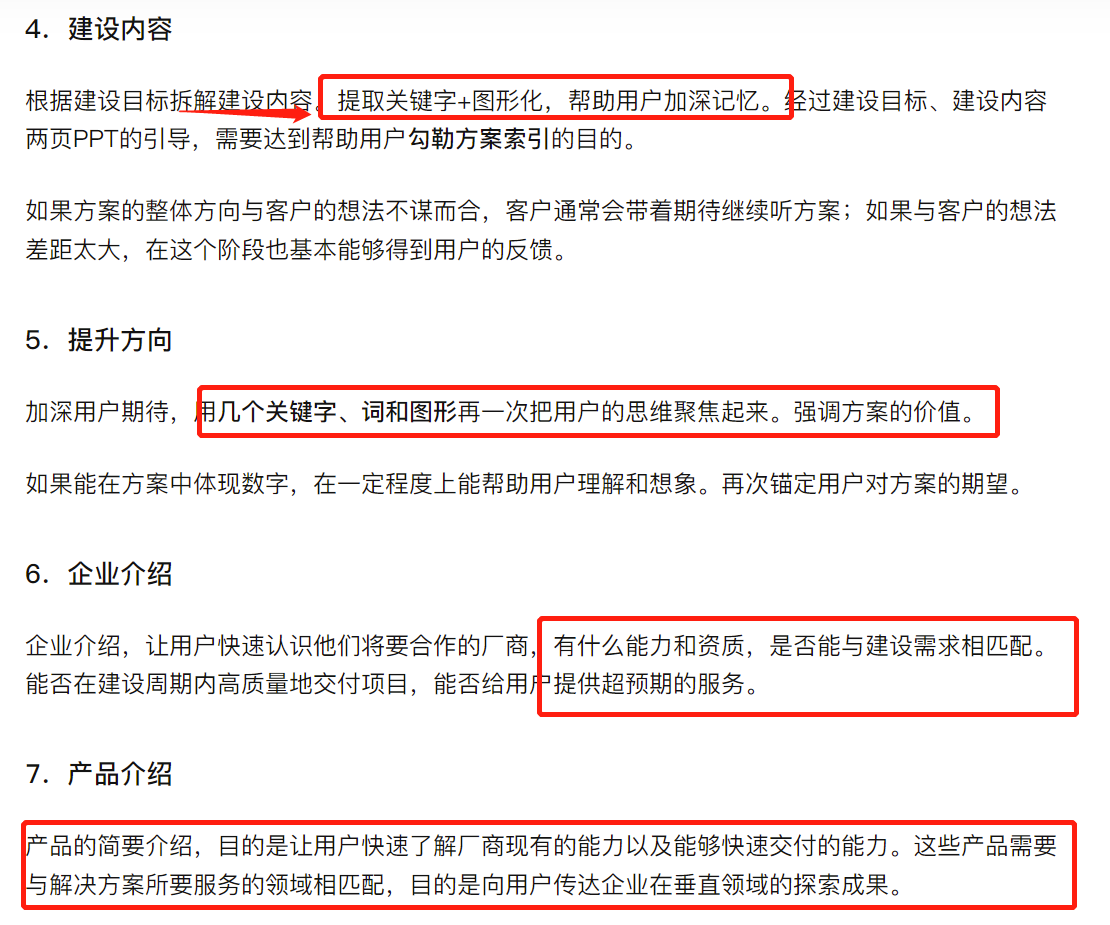 4. 建设内容
根据建设目标拆解建设内容。提取关键字+图形化，帮助用户加深记忆。经过建设目标、建设内容
两页PPT的引导，需要达到帮助用户勾勒方案索引的目的。
如果方案的整体方向与客户的想法不谋而合，客户通常会带着期待继续听方案；如果与客户的想法
差距太大，在这个阶段也基本能够得到用户的反馈。
5. 提升方向
加深用户期待，用几个关键字、词和图形再一次把用户的思维聚焦起来。强调方案的价值。
如果能在方案中体现数字，在一定程度上能帮助用户理解和想象。再次锚定用户对方案的期望。
6. 企业介绍
企业介绍，让用户快速认识他们将要合作的厂商，有什么能力和资质，是否能与建设需求相匹配。
能否在建设周期内高质量地交付项目，能否给用户提供超预期的服务。
7. 产品介绍
产品的简要介绍，目的是让用户快速了解厂商现有的能力以及能够快速交付的能力。这些产品需要
与解决方案所要服务的领域相匹配，目的是向用户传达企业在垂直领域的探索成果。